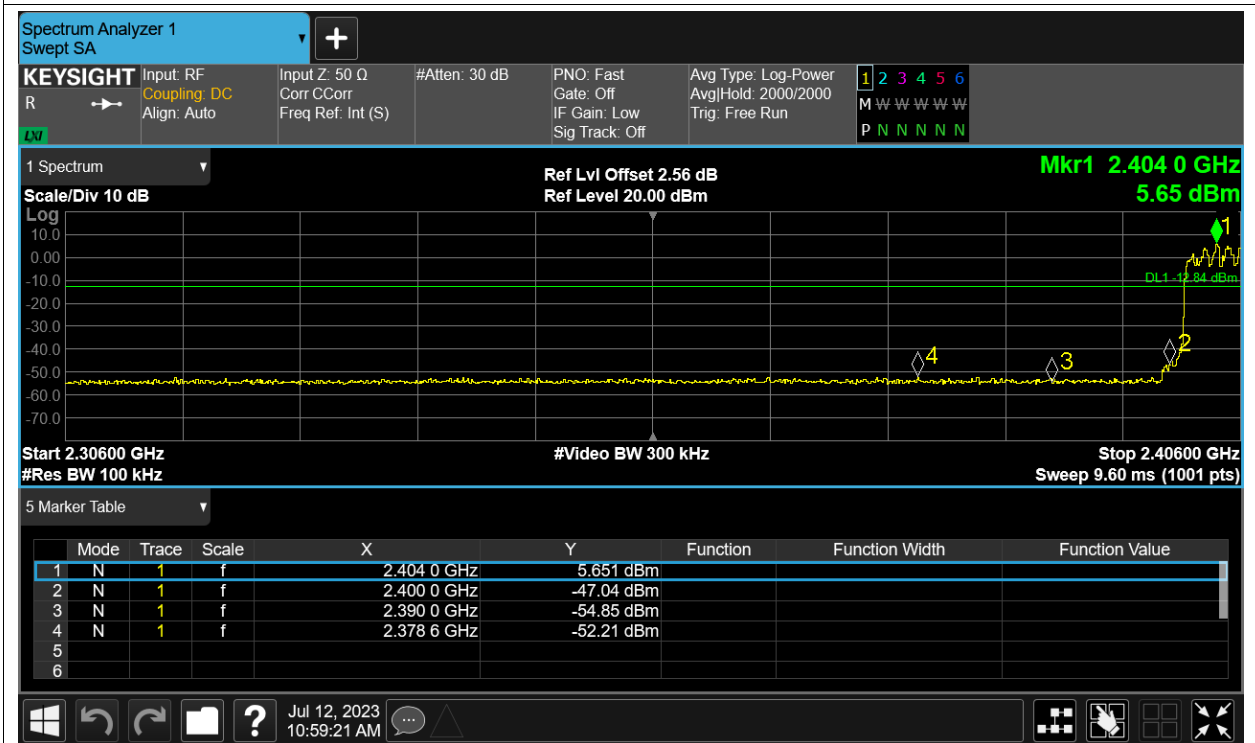 Spectrum Analyzer 1
Swept SA
KEYSIGHT Input: RF Input Z: 50 Ω #Atten: 30 dB PNO: Fast Avg Type: Log-Power 1 2 3 4 5 6
R Coupling: DC Corr CCorr Gate: Off Avg|Hold: 2000/2000 M W W W W W
Align: Auto Freq Ref: Int (S) IF Gain: Low Trig: Free Run
LXI Sig Track: Off P N N N N N
1 Spectrum Ref Lvl Offset 2.56 dB Mkr1 2.404 0 GHz
Scale/Div 10 dB Ref Level 20.00 dBm 5.65 dBm
Log
1
10.0
0.00
DL1 -12.84 dBm
-10.0
-20.0
-30.0
2
-40.0
4 3
-50.0
-60.0
-70.0
Start 2.30600 GHz #Video BW 300 kHz Stop 2.40600 GHz
#Res BW 100 kHz Sweep 9.60 ms (1001 pts)
5 Marker Table
Mode Trace Scale X Y Function Function Width Function Value
1 N 1 f 2.404 0 GHz 5.651 dBm
2 N 1 f 2.400 0 GHz -47.04 dBm
3 N 1 f 2.390 0 GHz -54.85 dBm
4 N 1 f 2.378 6 GHz -52.21 dBm
5
6
? Jul 12, 2023
10:59:21 AM